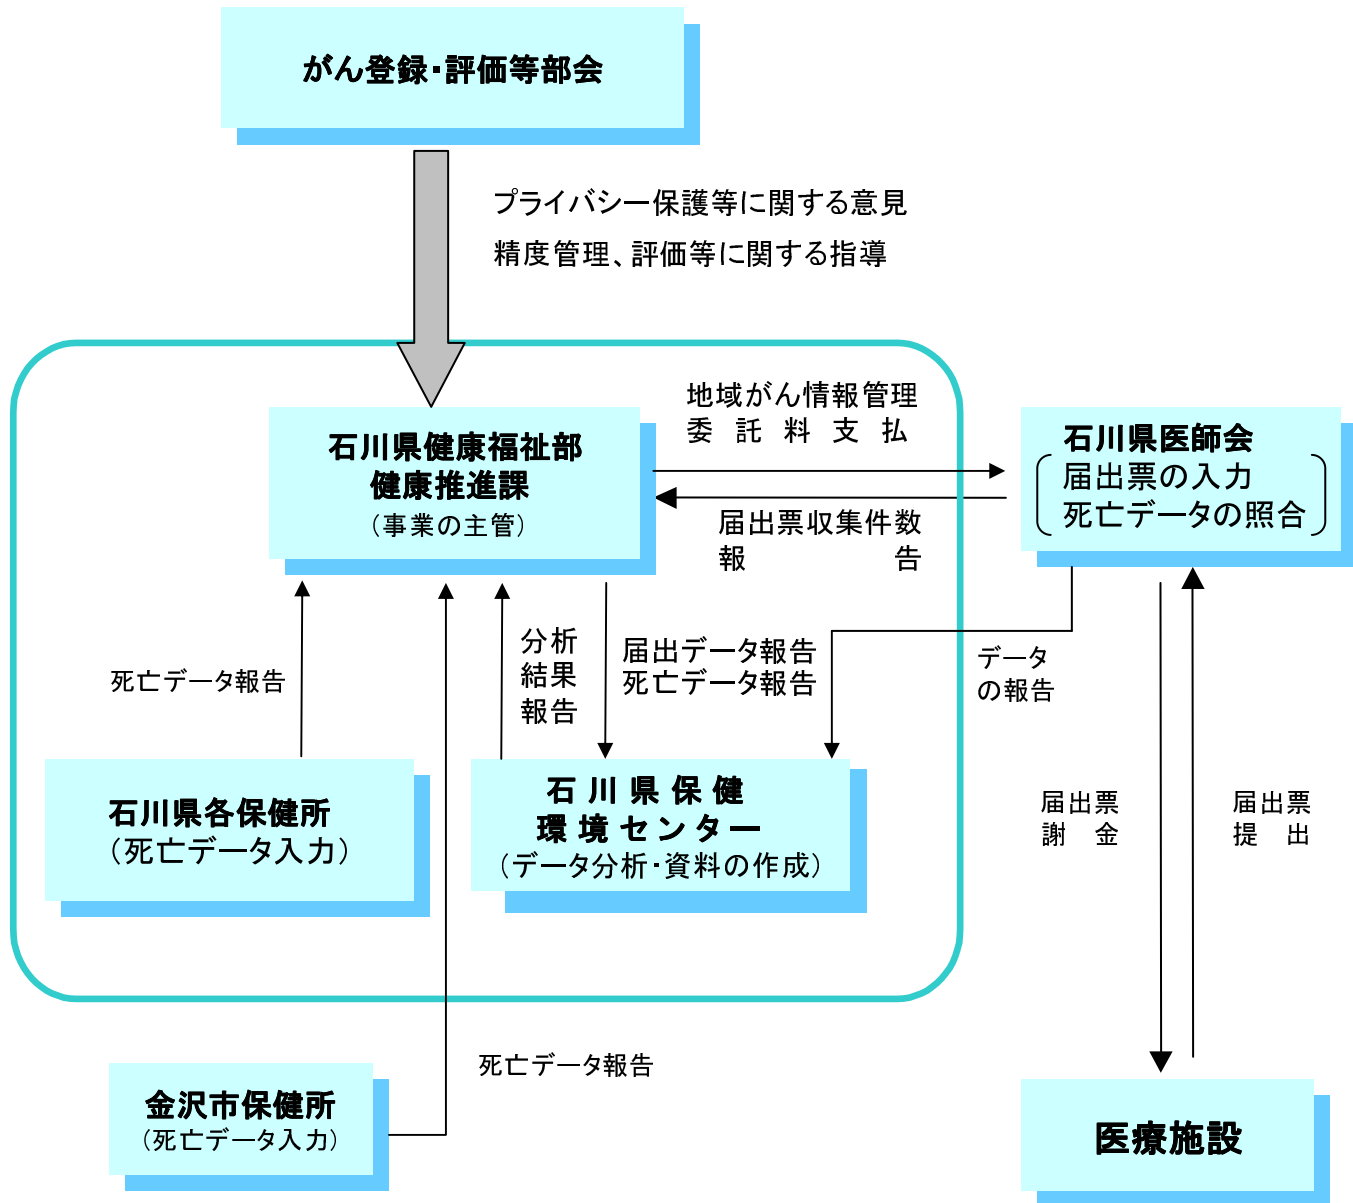 がん登録・評価等部会
プライバシー保護等に関する意見
精度管理、評価等に関する指導
地域がん情報管理
委託料支払
石川県健康福祉部
健康推進課
（事業の主管）
石川県医師会
届出票の入力
死亡データの照合
届出票収集件数
報告
死亡データ報告
分析
結果
報告
届出データ報告
死亡データ報告
データ
の報告
石川県各保健所
（死亡データ入力）
石川県保健
環境センター
（データ分析・資料の作成）
届出票
謝金
届出票
提出
死亡データ報告
金沢市保健所
（死亡データ入力）
医療施設